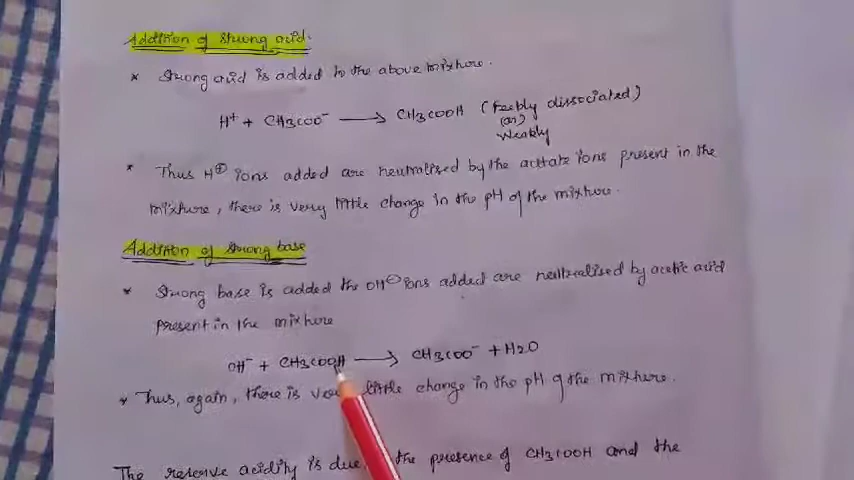 Addition of strong acid.
* Strong acid is added to the above mixture.
H+ + CH3COO- → CH3COOH (Feebly dissociated)
(or)
Weakly
* Thus H⊕ ions added are neutralised by the acetate ions present in the
mixture, there is very little change in the pH of the mixture.
Addition of strong base
* Strong base is added the OH⊖ ions added are neutralised by acetic acid
present in the mixture
OH- + CH3COOH → CH3COO- + H2O
* Thus, again, there is very little change in the pH of the mixture.
The reserve acidity is due the presence of CH3COOH and the